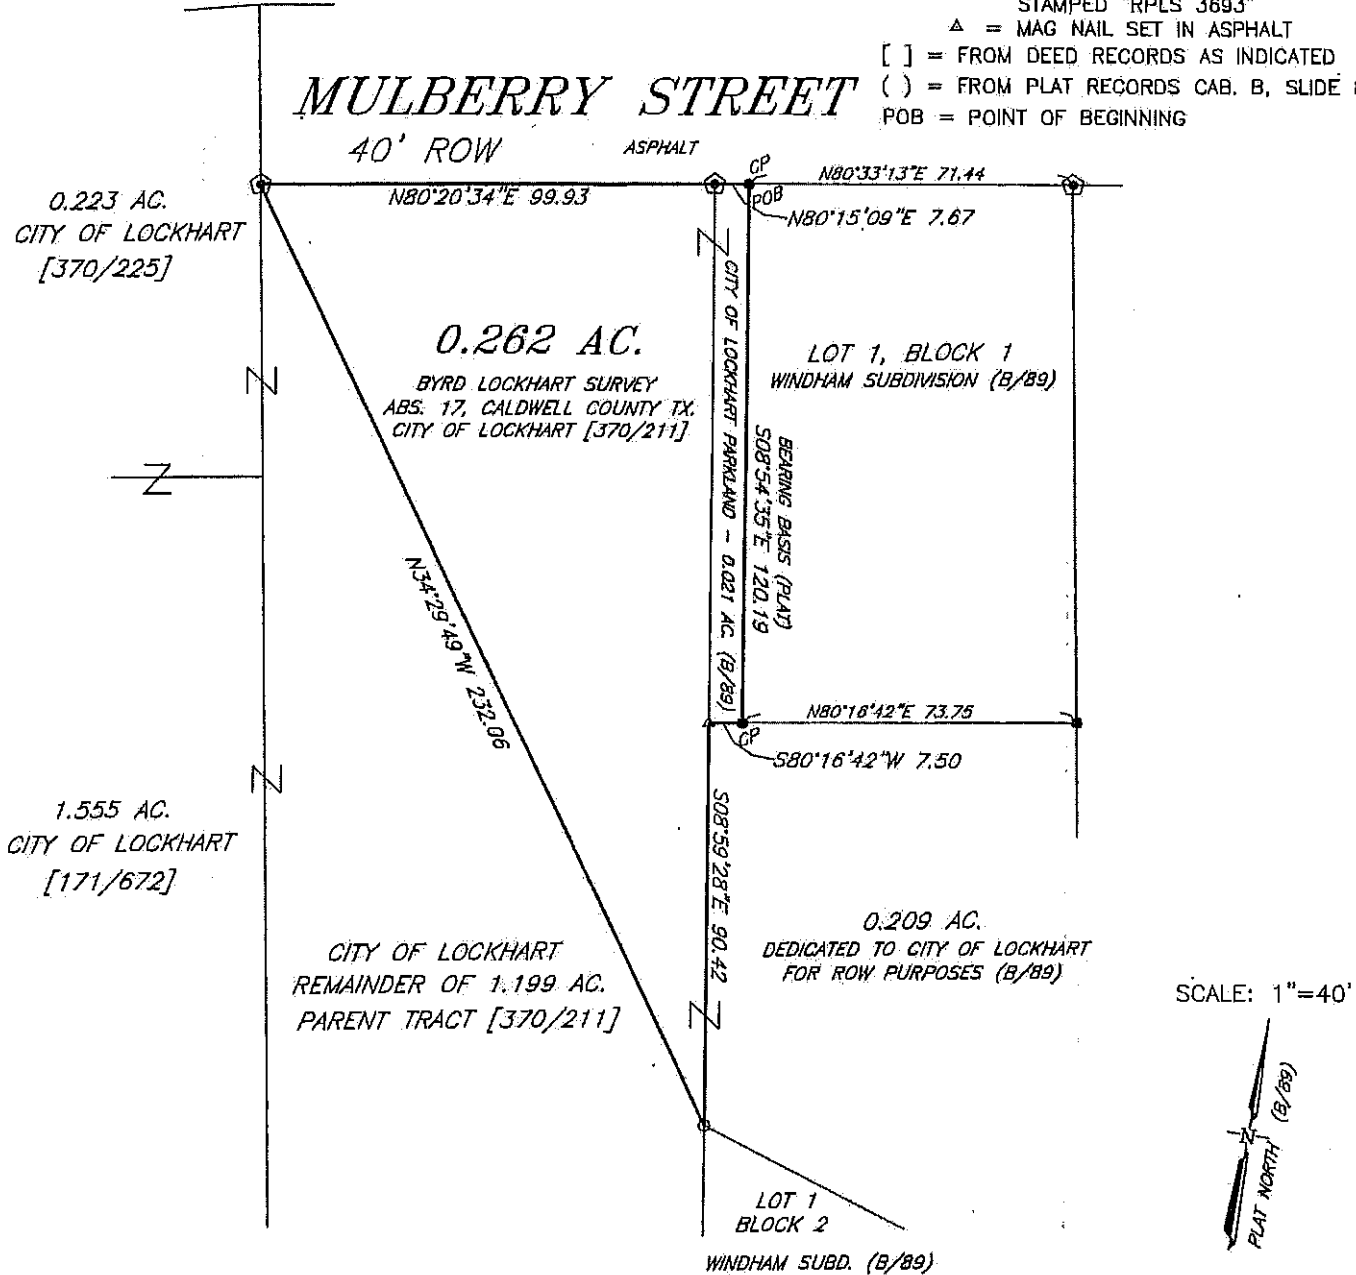 STAMPED "RPLS 3693"
△ = MAG NAIL SET IN ASPHALT
[ ] = FROM DEED RECORDS AS INDICATED
( ) = FROM PLAT RECORDS CAB. B, SLIDE
POB = POINT OF BEGINNING
MULBERRY STREET
40' ROW
ASPHALT
CP
POB
N80°33'13"E 71.44
N80°20'34"E 99.93
N80°15'09"E 7.67
0.223 AC.
CITY OF LOCKHART
[370/225]
0.262 AC.
BYRD LOCKHART SURVEY
ABS. 17, CALDWELL COUNTY TX.
CITY OF LOCKHART [370/211]
CITY OF LOCKHART PARKLAND - 0.021 AC. (B/89)
BEARING BASIS (PLAT)
S08°54'35"E 120.19
LOT 1, BLOCK 1
WINDHAM SUBDIVISION (B/89)
N34°29'49"W 232.06
N80°16'42"E 73.75
CP
S80°16'42"W 7.50
1.555 AC.
CITY OF LOCKHART
[171/672]
S08°59'28"E 90.42
0.209 AC.
DEDICATED TO CITY OF LOCKHART
FOR ROW PURPOSES (B/89)
CITY OF LOCKHART
REMAINDER OF 1.199 AC.
PARENT TRACT [370/211]
SCALE: 1"=40'
N
PLAT NORTH (B/89)
LOT 1
BLOCK 2
WINDHAM SUBD. (B/89)